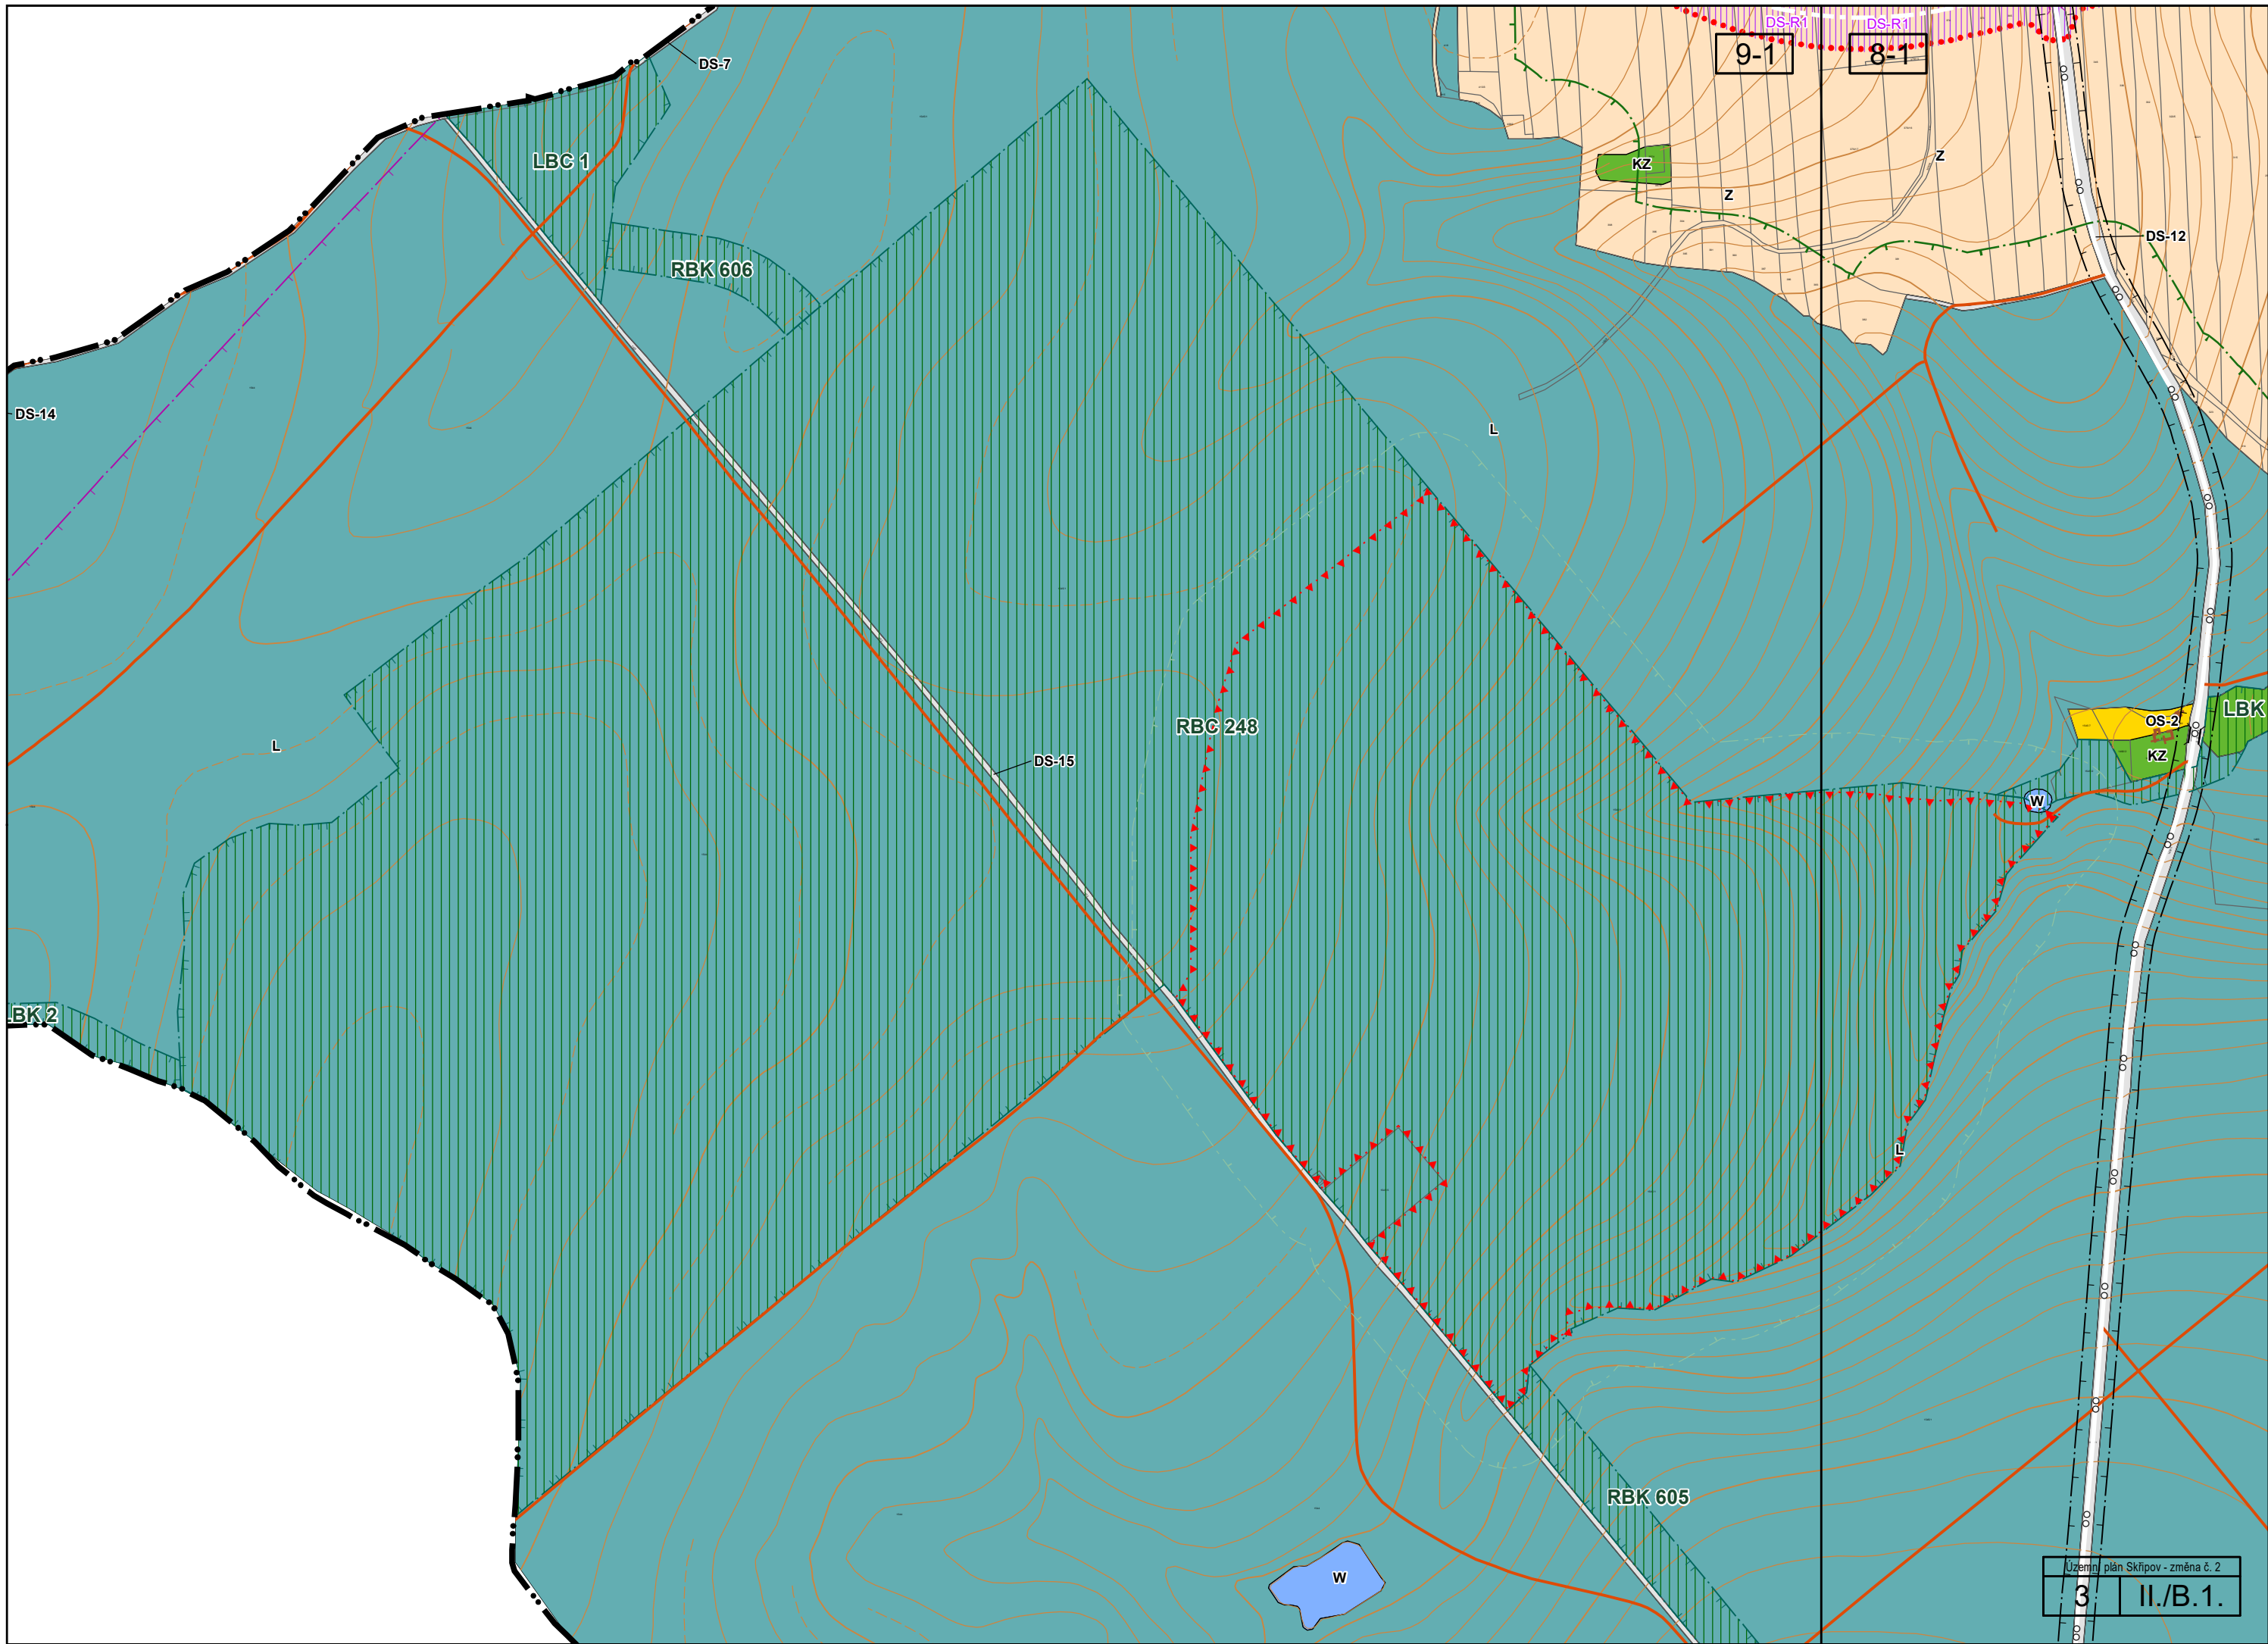 DS-R1
DS-R1
9-1
8-1
DS-7
LBC 1
KZ
Z
Z
DS-12
RBK 606
DS-14
L
OS-2
LBK
KZ
RBC 248
L
DS-15
W
LBK 2
L
RBK 605
W
Územní plán Skřipov - změna č. 2
3
II./B.1.